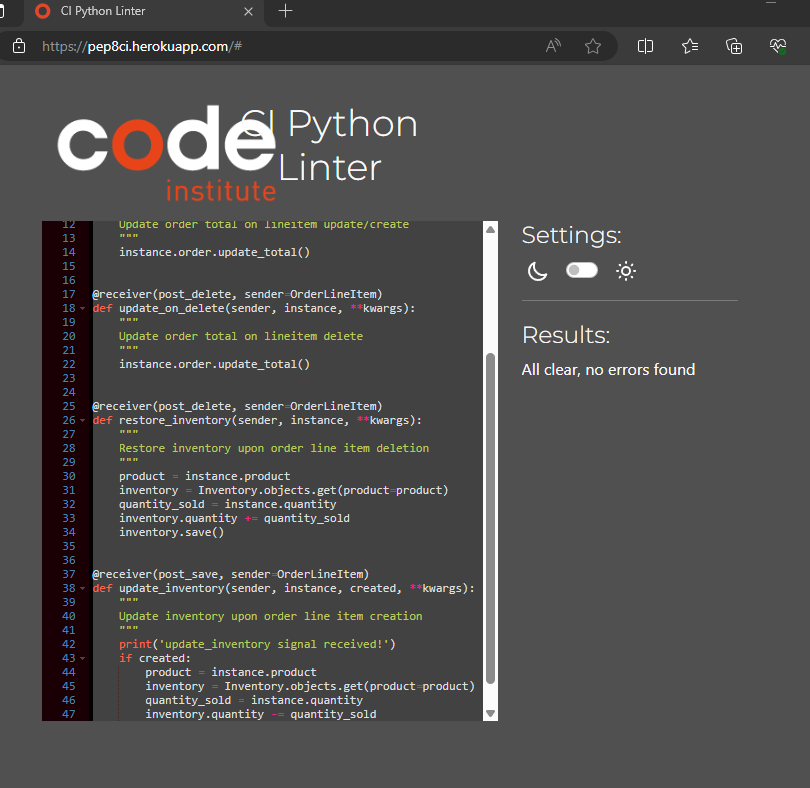 CI Python Linter
https://pep8ci.herokuapp.com/#
code
institute
CI Python
Linter
12 Update order total on lineitem update/create
13 """
14 instance.order.update_total()
15
16
17 @receiver(post_delete, sender=OrderLineItem)
18 def update_on_delete(sender, instance, **kwargs):
19 """
20 Update order total on lineitem delete
21 """
22 instance.order.update_total()
23
24
25 @receiver(post_delete, sender=OrderLineItem)
26 def restore_inventory(sender, instance, **kwargs):
27 """
28 Restore inventory upon order line item deletion
29 """
30 product = instance.product
31 inventory = Inventory.objects.get(product=product)
32 quantity_sold = instance.quantity
33 inventory.quantity += quantity_sold
34 inventory.save()
35
36
37 @receiver(post_save, sender=OrderLineItem)
38 def update_inventory(sender, instance, created, **kwargs):
39 """
40 Update inventory upon order line item creation
41 """
42 print('update_inventory signal received!')
43 if created:
44 product = instance.product
45 inventory = Inventory.objects.get(product=product)
46 quantity_sold = instance.quantity
47 inventory.quantity -= quantity_sold
Settings:
Results:
All clear, no errors found